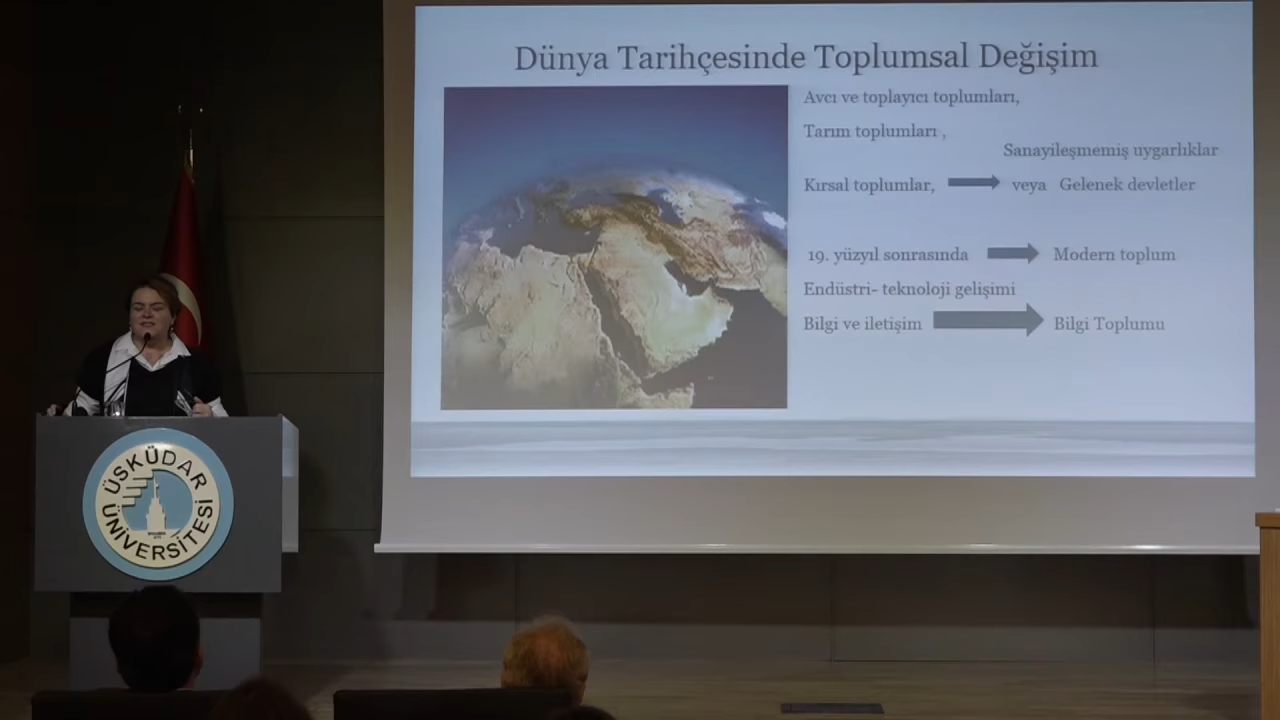 Dünya Tarihçesinde Toplumsal Değişim
Avcı ve toplayıcı toplumları,
Tarım toplumları ,
Sanayileşmemiş uygarlıklar
Kırsal toplumlar, veya Gelenek devletler
19. yüzyıl sonrasında Modern toplum
Endüstri- teknoloji gelişimi
Bilgi ve iletişim Bilgi Toplumu
ÜSKÜDAR
ÜNİVERSİTESİ